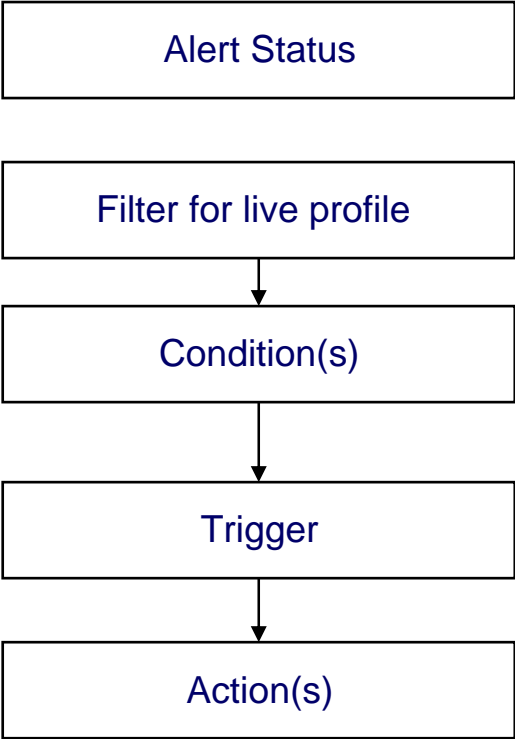 Alert Status
Filter for live profile
Condition(s)
Trigger
Action(s)